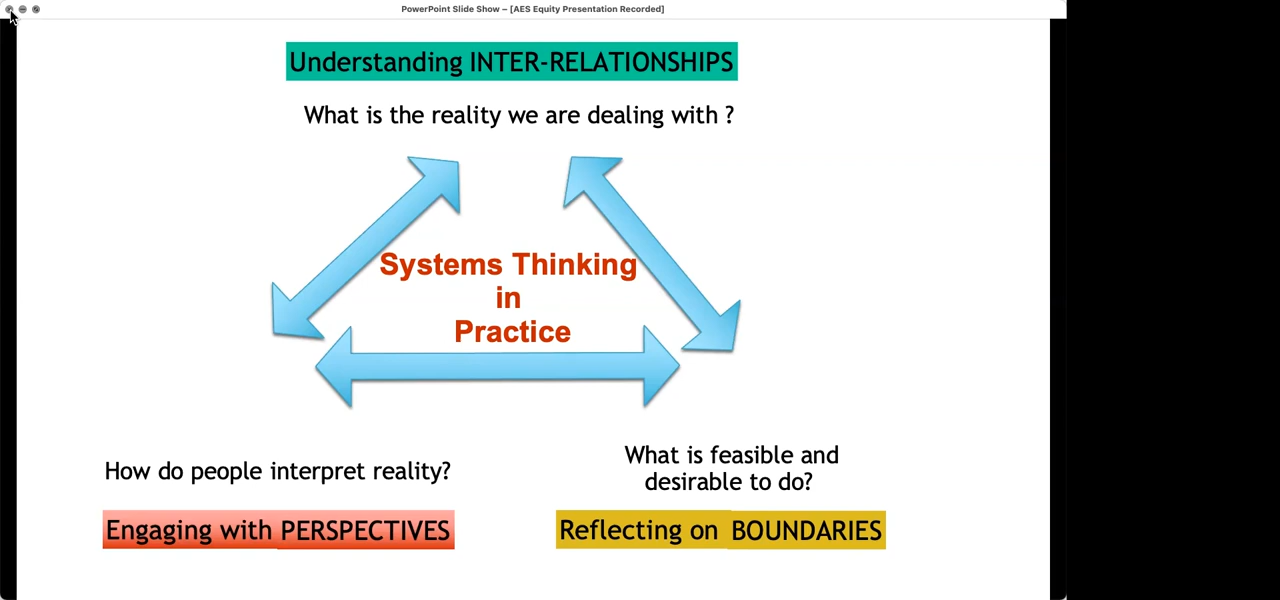 PowerPoint Slide Show – [AES Equity Presentation Recorded]
Understanding INTER-RELATIONSHIPS
What is the reality we are dealing with ?
Systems Thinking
in
Practice
How do people interpret reality?
Engaging with PERSPECTIVES
What is feasible and
desirable to do?
Reflecting on BOUNDARIES